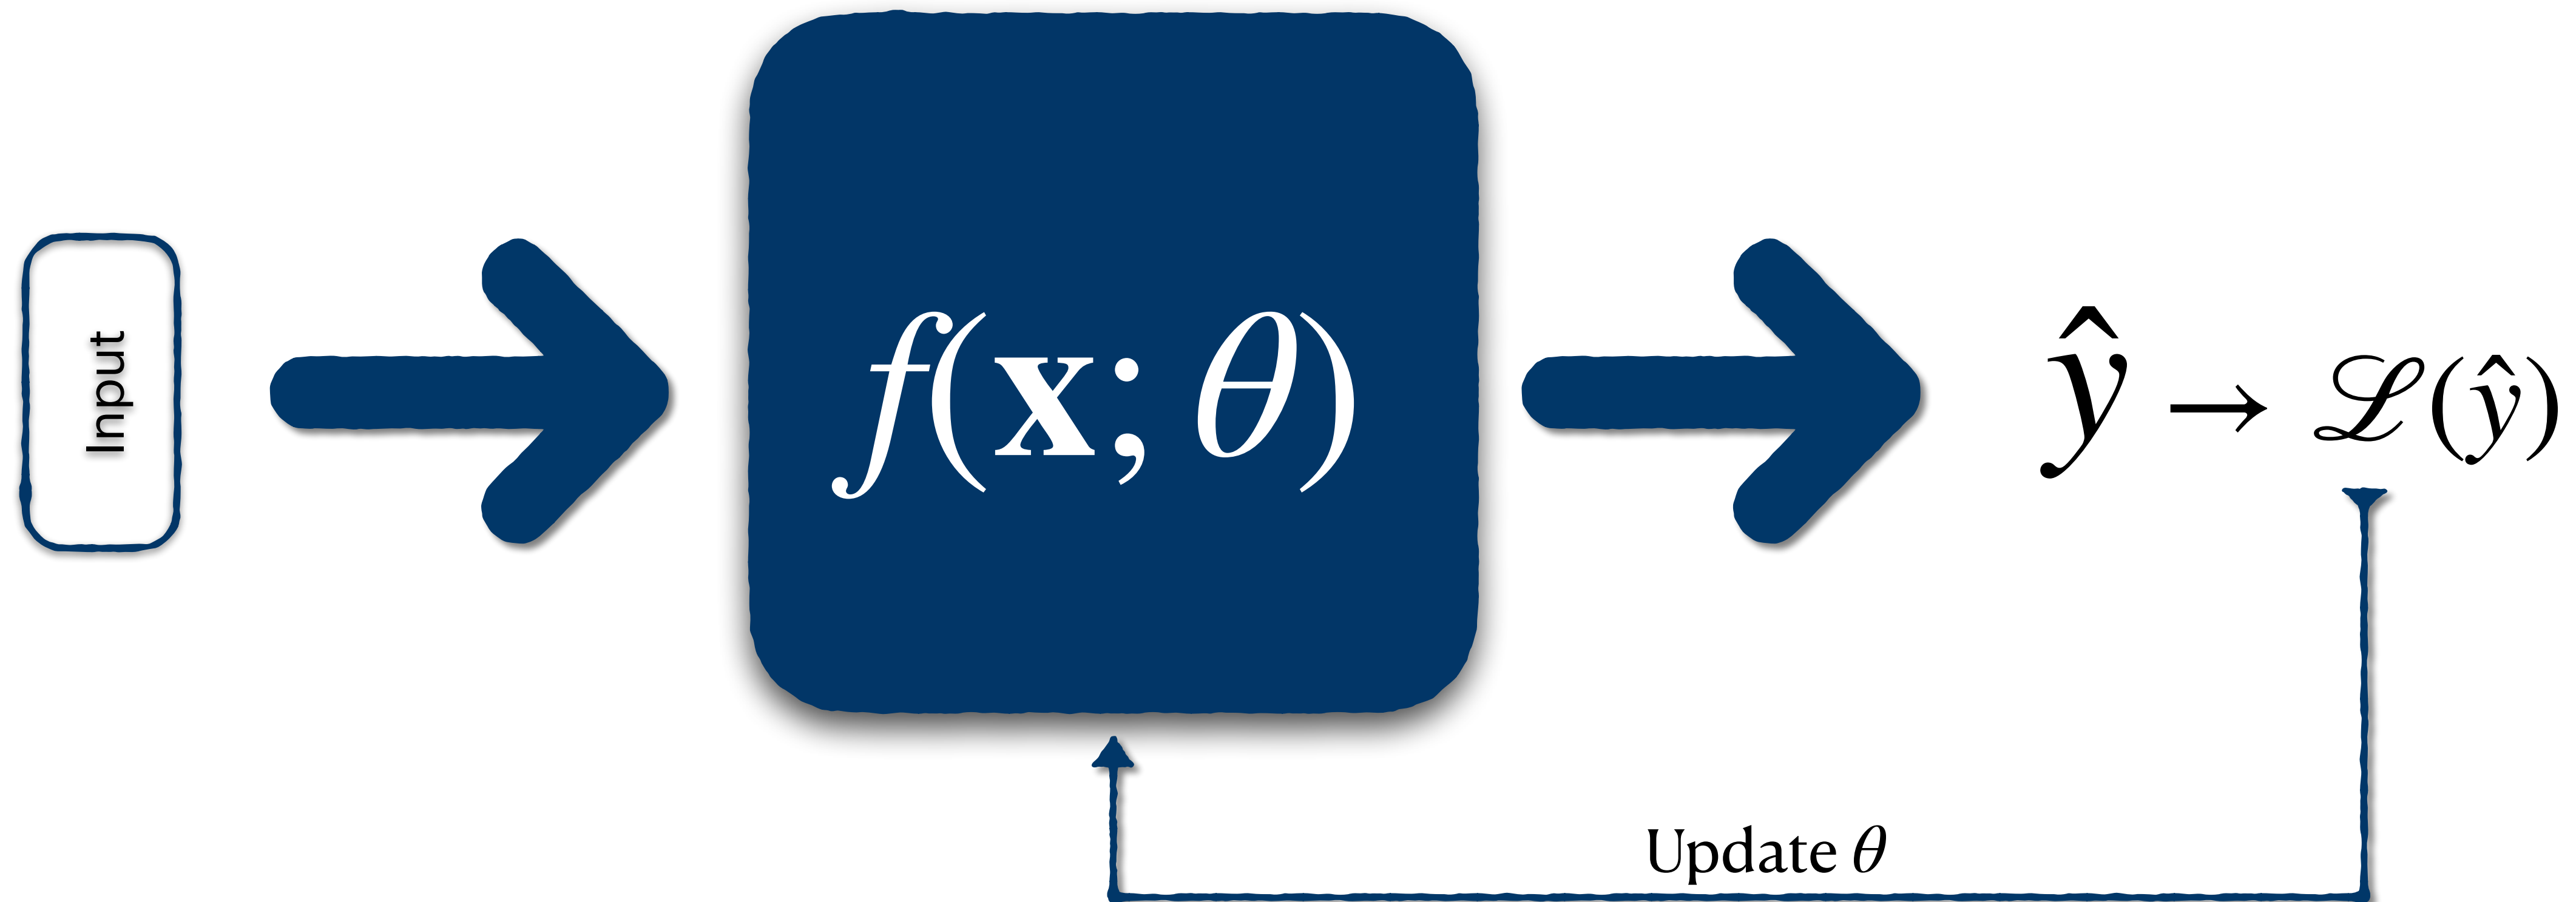 Input
f(x; θ)
ŷ → ℒ(ŷ)
Update θ